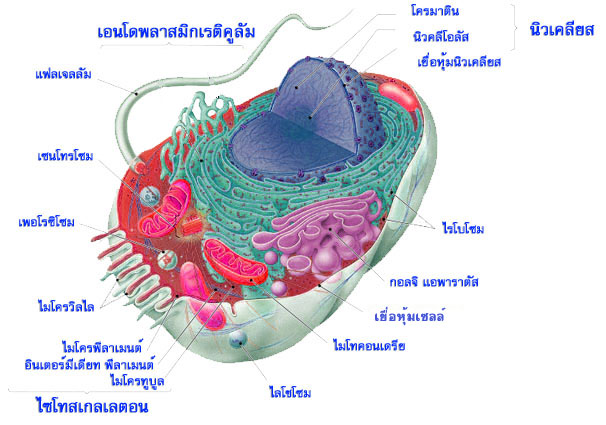 โครมาติน
นิวคลีโอลัส
นิวเคลียส
เอนโดพลาสมิกเรติคูลัม
เยื่อหุ้มนิวเคลียส
แฟลเจลลัม
เซนโทรโซม
เพอโรซิโซม
ไรโบโซม
กอลจิ แอพาราตัส
ไมโครวิลไล
เยื่อหุ้มเซลล์
ไมโครฟิลาเมนต์
ไมโทคอนเดรีย
อินเตอร์มีเดียท ฟิลาเมนต์
ไมโครทูบูล
ไลโซโซม
ไซโทสเกลเลตอน